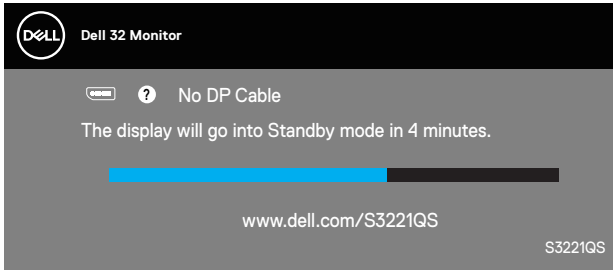 DELL
Dell 32 Monitor
? No DP Cable
The display will go into Standby mode in 4 minutes.
www.dell.com/S3221QS
S3221QS